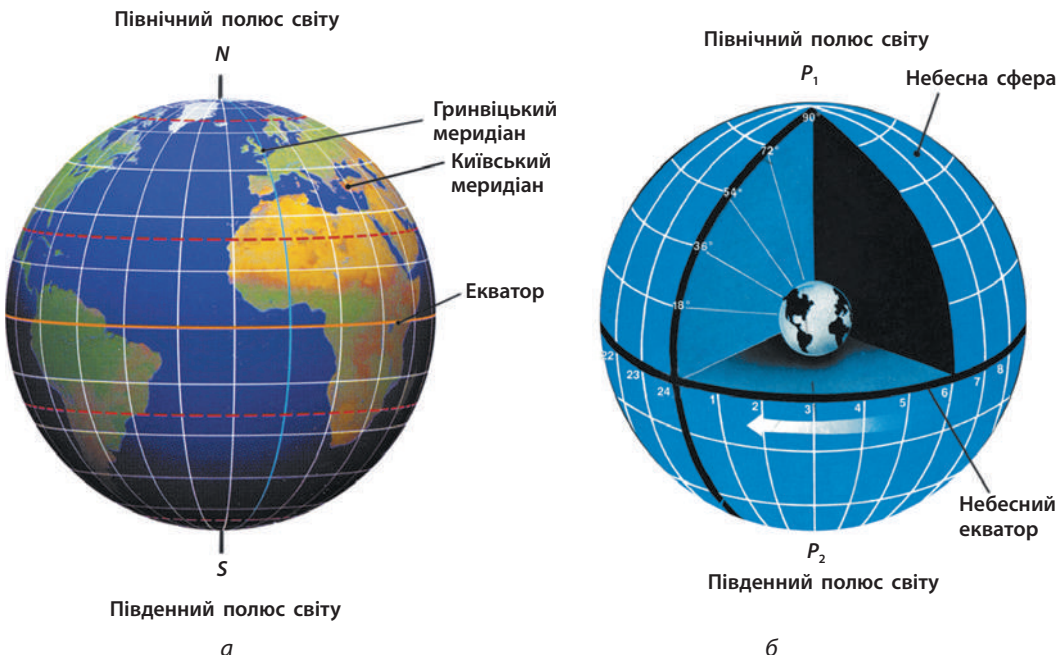 Північний полюс світу
N
Гринвіцький
меридіан
Київський
меридіан
Екватор
S
Південний полюс світу
а
Північний полюс світу
P1
Небесна сфера
90°
72°
54°
36°
18°
22
23
24
1
2
3
4
5
6
7
8
Небесний
екватор
P2
Південний полюс світу
б